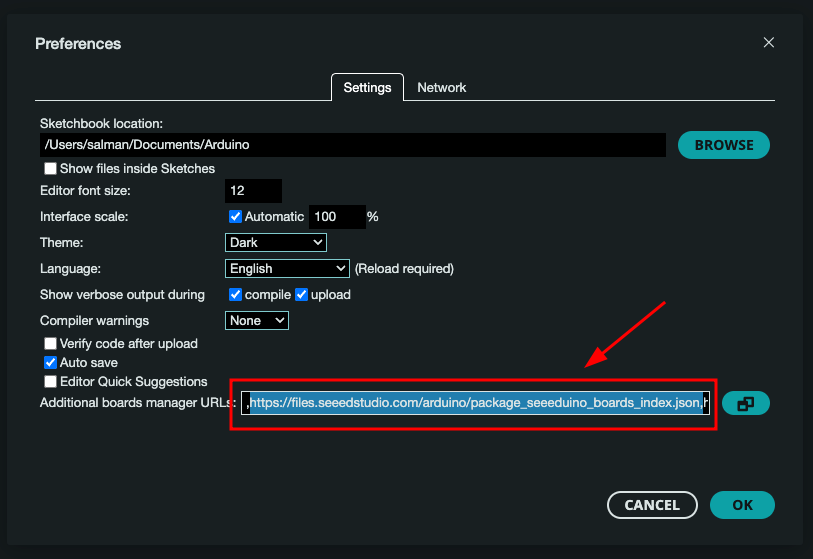 Preferences
Settings Network
Sketchbook location:
/Users/salman/Documents/Arduino
BROWSE
Show files inside Sketches
Editor font size: 12
Interface scale: Automatic 100 %
Theme: Dark
Language: English (Reload required)
Show verbose output during compile upload
Compiler warnings None
Verify code after upload
Auto save
Editor Quick Suggestions
Additional boards manager URLs: ,https://files.seeedstudio.com/arduino/package_seeeduino_boards_index.json,
CANCEL OK